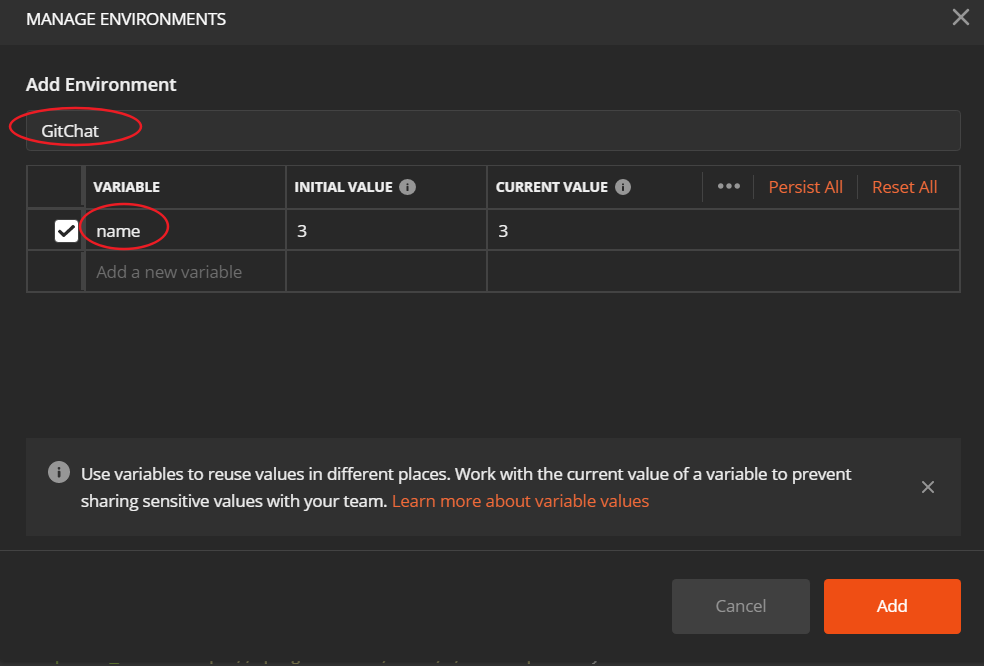 MANAGE ENVIRONMENTS
Add Environment
GitChat
VARIABLE INITIAL VALUE CURRENT VALUE Persist All Reset All
name 3 3
Add a new variable
Use variables to reuse values in different places. Work with the current value of a variable to prevent
sharing sensitive values with your team. Learn more about variable values
Cancel Add